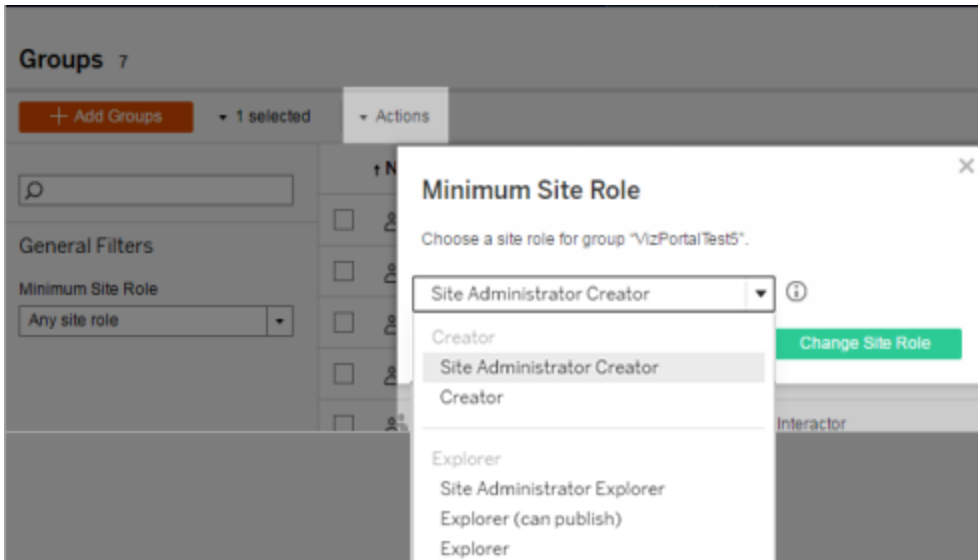 Groups 7
+ Add Groups
1 selected
Actions
↑ N
Minimum Site Role
Choose a site role for group "VizPortalTest5".
General Filters
Minimum Site Role
Any site role
Site Administrator Creator
Change Site Role
Creator
Site Administrator Creator
Creator
Interactor
Explorer
Site Administrator Explorer
Explorer (can publish)
Explorer